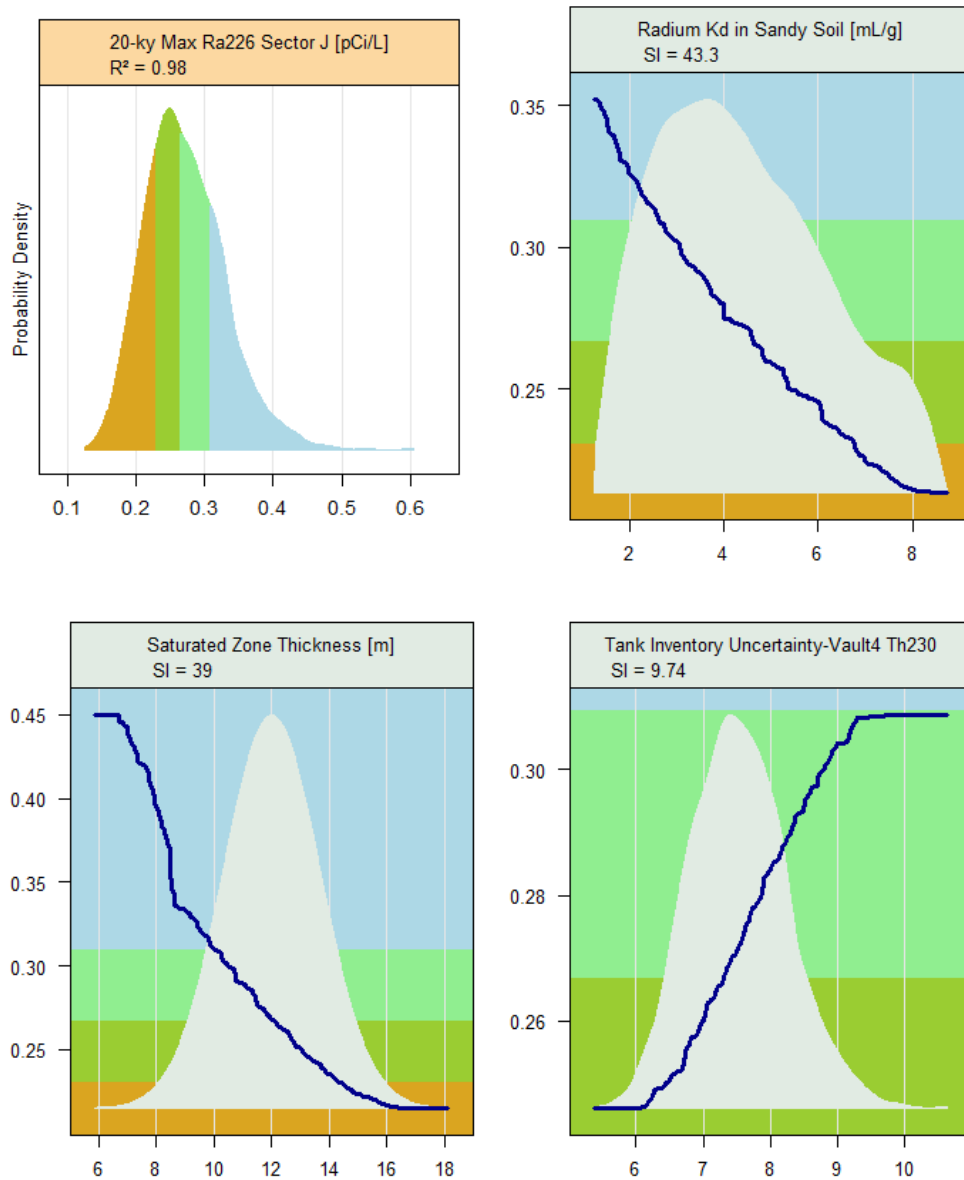 20-ky Max Ra226 Sector J [pCi/L]
R² = 0.98
Probability Density
0.1 0.2 0.3 0.4 0.5 0.6
Radium Kd in Sandy Soil [mL/g]
SI = 43.3
0.35
0.30
0.25
2 4 6 8
Saturated Zone Thickness [m]
SI = 39
0.45
0.40
0.35
0.30
0.25
6 8 10 12 14 16 18
Tank Inventory Uncertainty-Vault4 Th230
SI = 9.74
0.30
0.28
0.26
6 7 8 9 10